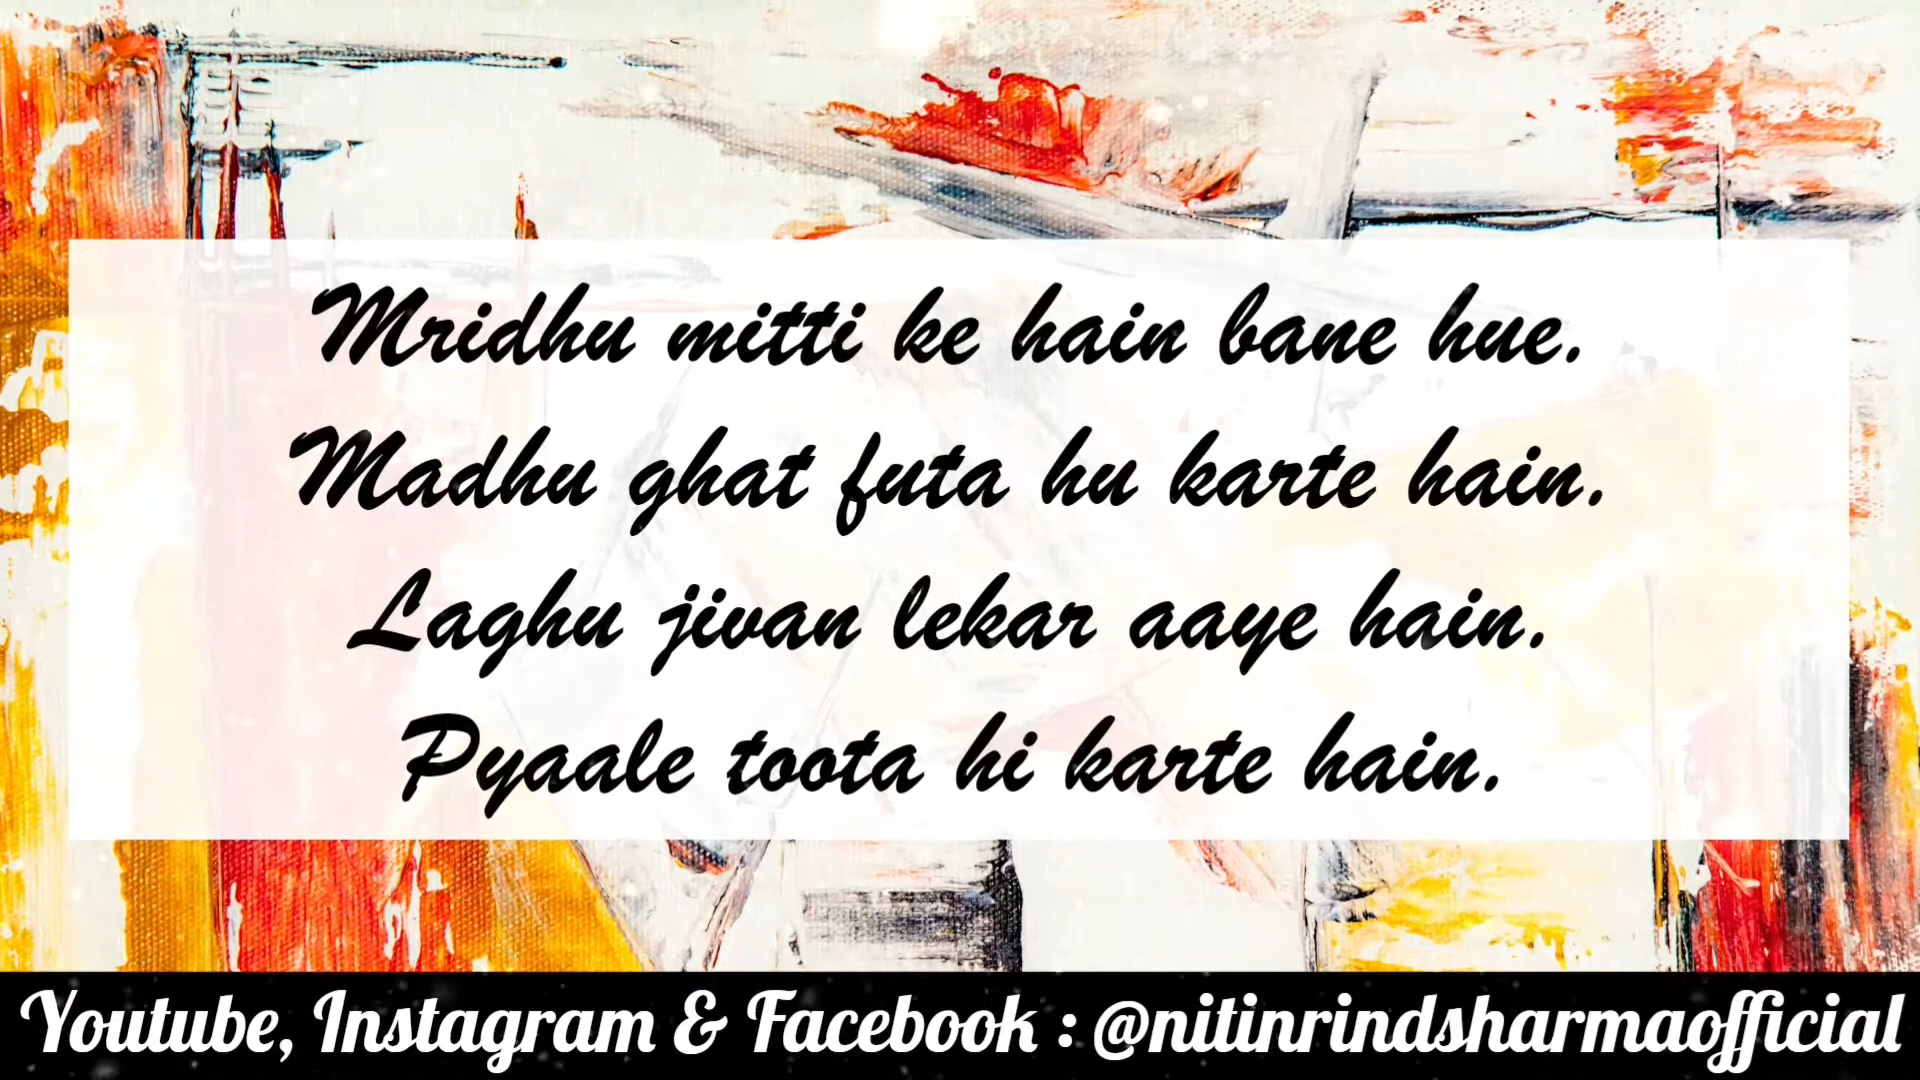 Mridhu mitti ke hain bane hue.
Madhu ghat futa hu karte hain.
Laghu jivan lekar aaye hain.
Pyaale toota hi karte hain.
Youtube, Instagram & Facebook : @nitinrindsharmaofficial